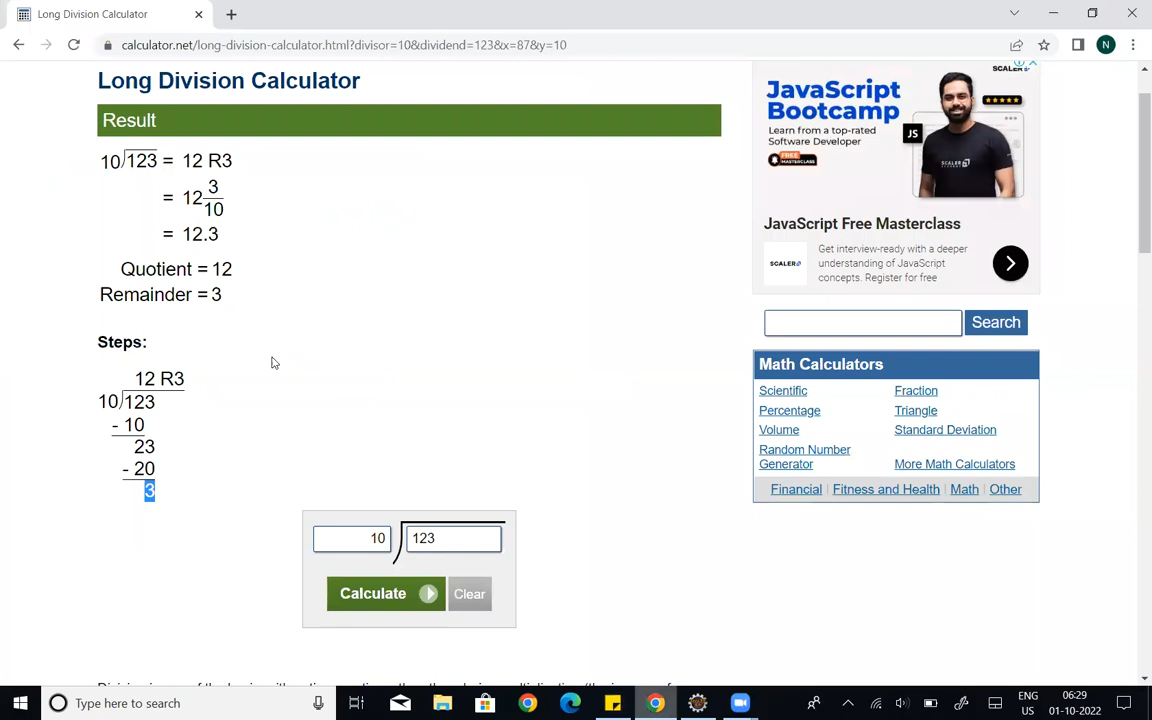 Long Division Calculator
calculator.net/long-division-calculator.html?divisor=10&dividend=123&x=87&y=10
N
Long Division Calculator
Result
10)123 = 12 R3
= 12 3/10
= 12.3
Quotient = 12
Remainder = 3
Steps:
12 R3
10)123
- 10
23
- 20
3
10
123
Calculate
Clear
SCALER
JavaScript
Bootcamp
Learn from a top-rated
Software Developer
FREE
MASTERCLASS
JS
SCALER
JavaScript Free Masterclass
SCALER
Get interview-ready with a deeper
understanding of JavaScript
concepts. Register for free
Search
Math Calculators
Scientific Fraction
Percentage Triangle
Volume Standard Deviation
Random Number
Generator More Math Calculators
Financial | Fitness and Health | Math | Other
Type here to search
ENG
US
06:29
01-10-2022